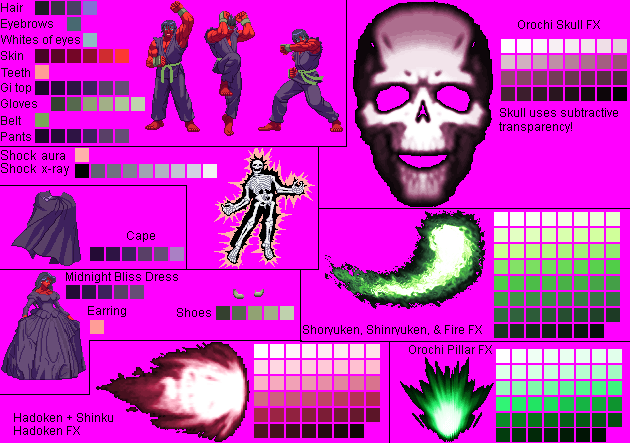 Hair
Eyebrows
Whites of eyes
Skin
Teeth
Gi top
Gloves
Belt
Pants
Shock aura
Shock x-ray
Orochi Skull FX
Skull uses subtractive
transparency!
Cape
Midnight Bliss Dress
Earring
Shoes
Shoryuken, Shinryuken, & Fire FX
Hadoken + Shinku
Hadoken FX
Orochi Pillar FX